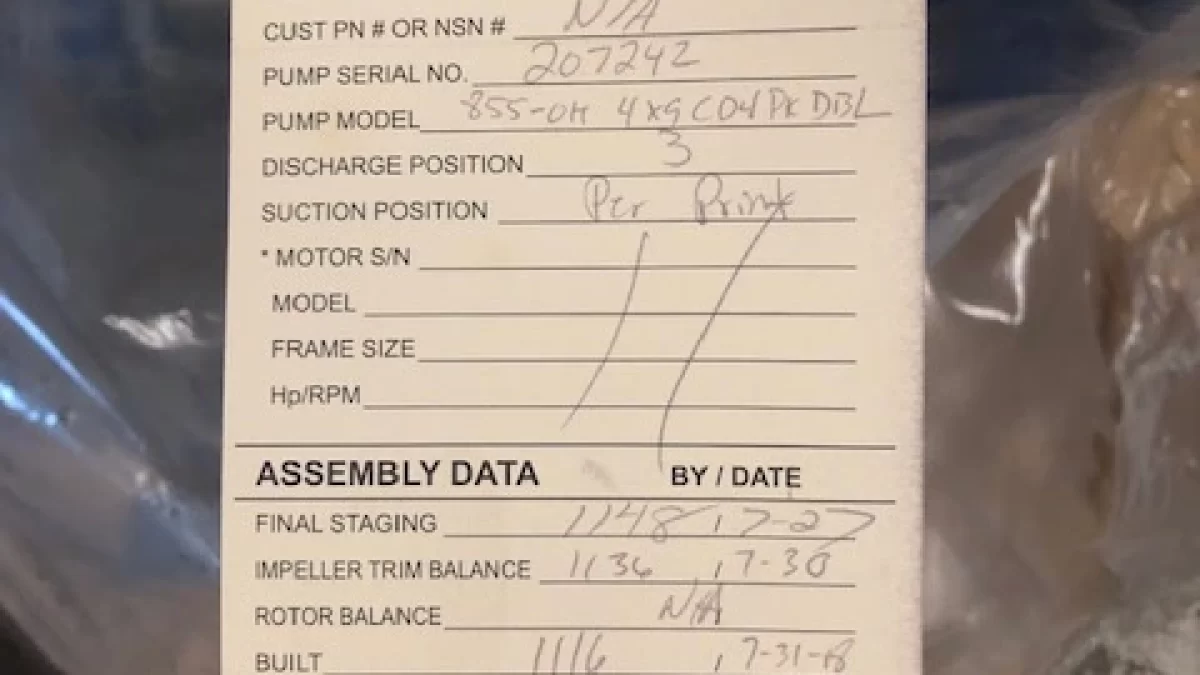 CUST PN # OR NSN # N/A
PUMP SERIAL NO. 207242
PUMP MODEL 855-OH 4x9 CO4 PK DBL
DISCHARGE POSITION 3
SUCTION POSITION Per Print
* MOTOR S/N
MODEL
FRAME SIZE
Hp/RPM
ASSEMBLY DATA BY / DATE
FINAL STAGING 1148 / 7-27
IMPELLER TRIM BALANCE 1136 / 7-30
ROTOR BALANCE N/A
BUILT 1116 / 7-31-18